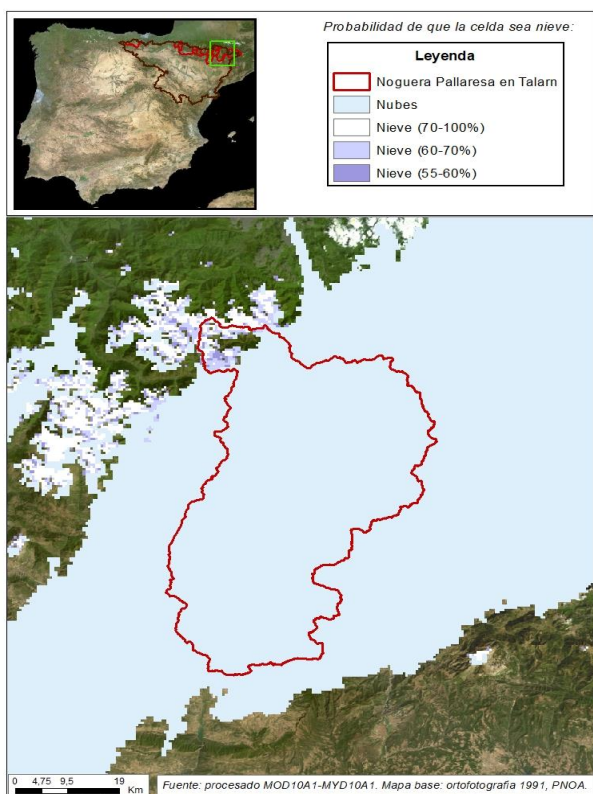 Probabilidad de que la celda sea nieve:
Leyenda
Noguera Pallaresa en Talarn
Nubes
Nieve (70-100%)
Nieve (60-70%)
Nieve (55-60%)
0 4,75 9,5 19
Km
Fuente: procesado MOD10A1-MYD10A1. Mapa base: ortofotografia 1991, PNOA.